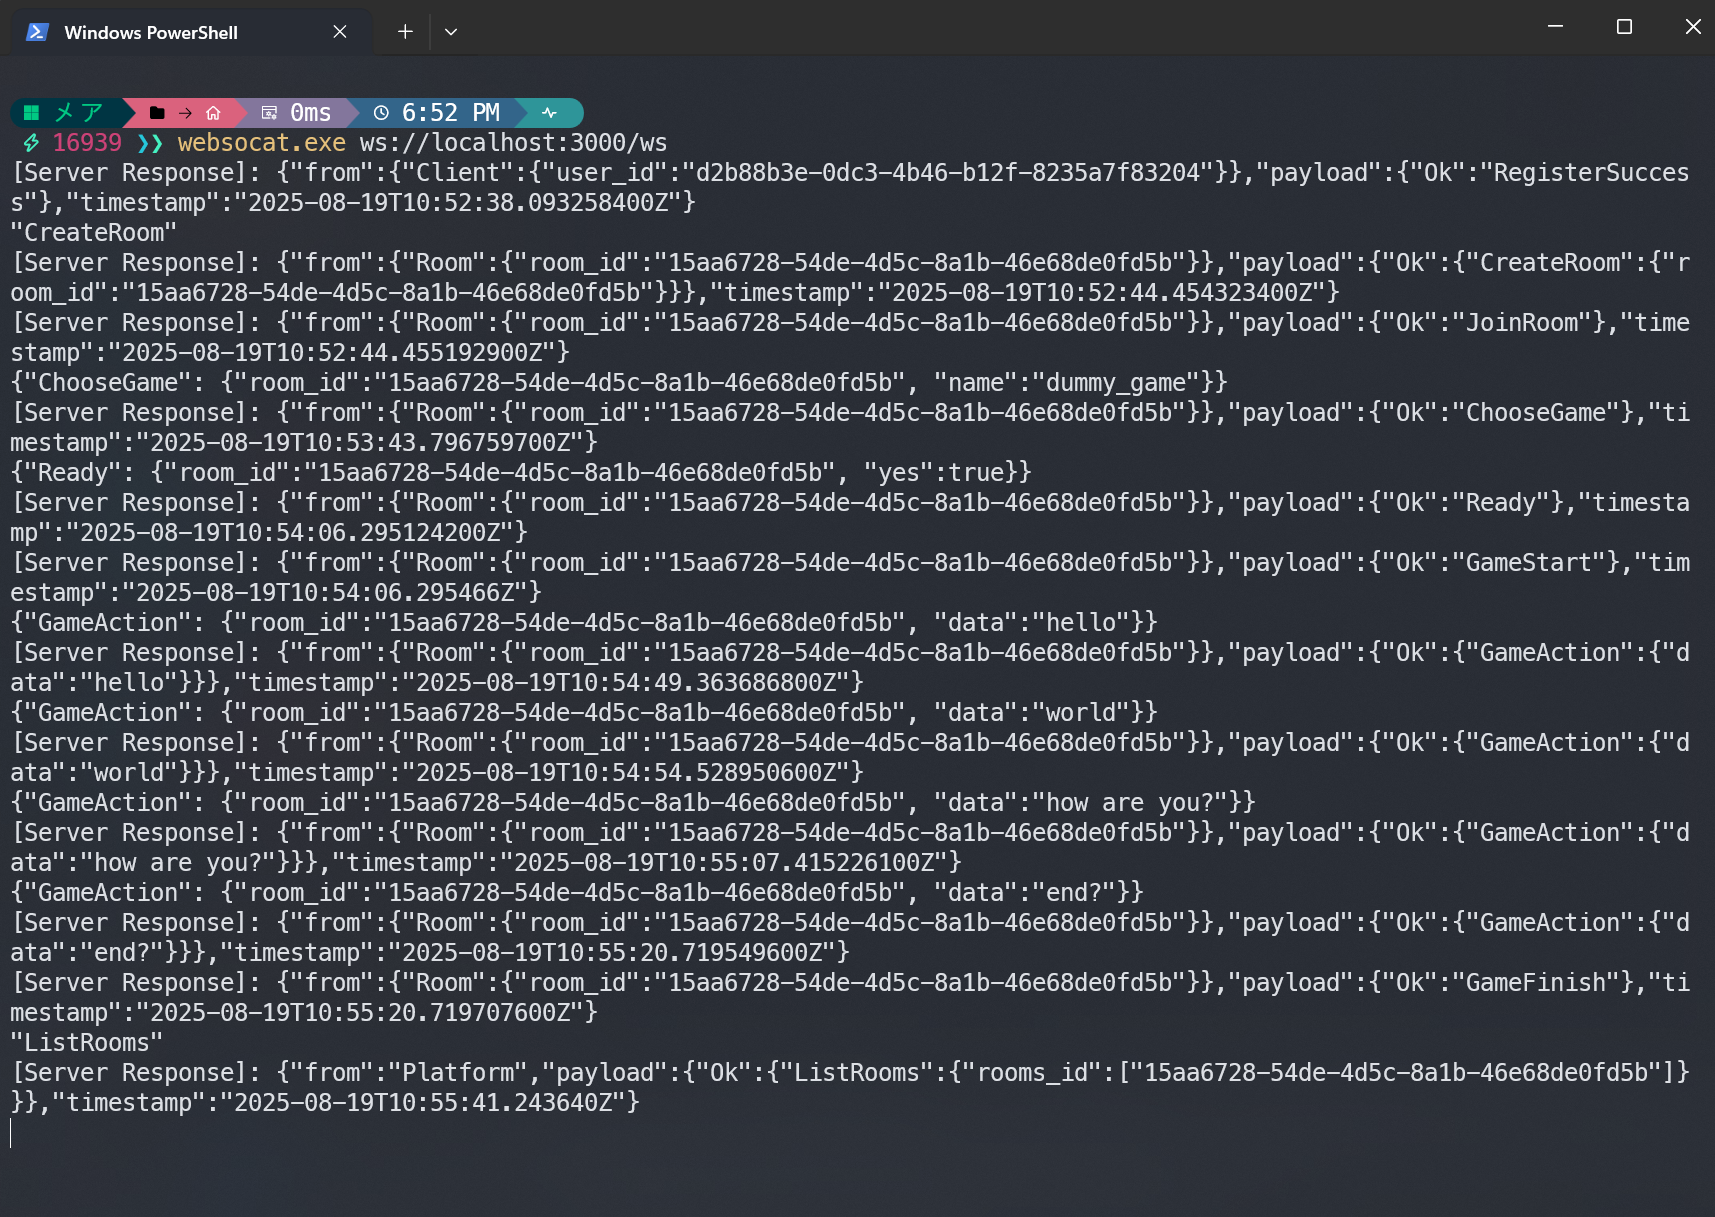 Windows PowerShell
メア → 0ms 6:52 PM
16939 ❯❯ websocat.exe ws://localhost:3000/ws
[Server Response]: {"from":{"Client":{"user_id":"d2b88b3e-0dc3-4b46-b12f-8235a7f83204"}},"payload":{"Ok":"RegisterSucces
s"},"timestamp":"2025-08-19T10:52:38.093258400Z"}
"CreateRoom"
[Server Response]: {"from":{"Room":{"room_id":"15aa6728-54de-4d5c-8a1b-46e68de0fd5b"}},"payload":{"Ok":{"CreateRoom":{"r
oom_id":"15aa6728-54de-4d5c-8a1b-46e68de0fd5b"}}},"timestamp":"2025-08-19T10:52:44.454323400Z"}
[Server Response]: {"from":{"Room":{"room_id":"15aa6728-54de-4d5c-8a1b-46e68de0fd5b"}},"payload":{"Ok":"JoinRoom"},"time
stamp":"2025-08-19T10:52:44.455192900Z"}
{"ChooseGame": {"room_id":"15aa6728-54de-4d5c-8a1b-46e68de0fd5b", "name":"dummy_game"}}
[Server Response]: {"from":{"Room":{"room_id":"15aa6728-54de-4d5c-8a1b-46e68de0fd5b"}},"payload":{"Ok":"ChooseGame"},"ti
mestamp":"2025-08-19T10:53:43.796759700Z"}
{"Ready": {"room_id":"15aa6728-54de-4d5c-8a1b-46e68de0fd5b", "yes":true}}
[Server Response]: {"from":{"Room":{"room_id":"15aa6728-54de-4d5c-8a1b-46e68de0fd5b"}},"payload":{"Ok":"Ready"},"timesta
mp":"2025-08-19T10:54:06.295124200Z"}
[Server Response]: {"from":{"Room":{"room_id":"15aa6728-54de-4d5c-8a1b-46e68de0fd5b"}},"payload":{"Ok":"GameStart"},"tim
estamp":"2025-08-19T10:54:06.295466Z"}
{"GameAction": {"room_id":"15aa6728-54de-4d5c-8a1b-46e68de0fd5b", "data":"hello"}}
[Server Response]: {"from":{"Room":{"room_id":"15aa6728-54de-4d5c-8a1b-46e68de0fd5b"}},"payload":{"Ok":{"GameAction":{"d
ata":"hello"}}},"timestamp":"2025-08-19T10:54:49.363686800Z"}
{"GameAction": {"room_id":"15aa6728-54de-4d5c-8a1b-46e68de0fd5b", "data":"world"}}
[Server Response]: {"from":{"Room":{"room_id":"15aa6728-54de-4d5c-8a1b-46e68de0fd5b"}},"payload":{"Ok":{"GameAction":{"d
ata":"world"}}},"timestamp":"2025-08-19T10:54:54.528950600Z"}
{"GameAction": {"room_id":"15aa6728-54de-4d5c-8a1b-46e68de0fd5b", "data":"how are you?"}}
[Server Response]: {"from":{"Room":{"room_id":"15aa6728-54de-4d5c-8a1b-46e68de0fd5b"}},"payload":{"Ok":{"GameAction":{"d
ata":"how are you?"}}},"timestamp":"2025-08-19T10:55:07.415226100Z"}
{"GameAction": {"room_id":"15aa6728-54de-4d5c-8a1b-46e68de0fd5b", "data":"end?"}}
[Server Response]: {"from":{"Room":{"room_id":"15aa6728-54de-4d5c-8a1b-46e68de0fd5b"}},"payload":{"Ok":{"GameAction":{"d
ata":"end?"}}},"timestamp":"2025-08-19T10:55:20.719549600Z"}
[Server Response]: {"from":{"Room":{"room_id":"15aa6728-54de-4d5c-8a1b-46e68de0fd5b"}},"payload":{"Ok":"GameFinish"},"ti
mestamp":"2025-08-19T10:55:20.719707600Z"}
"ListRooms"
[Server Response]: {"from":"Platform","payload":{"Ok":{"ListRooms":{"rooms_id":["15aa6728-54de-4d5c-8a1b-46e68de0fd5b"]}
}},"timestamp":"2025-08-19T10:55:41.243640Z"}